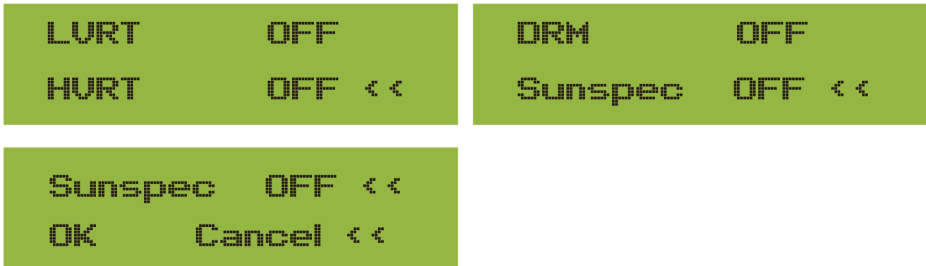 LVRT OFF
HVRT OFF <<
DRM OFF
Sunspec OFF <<
Sunspec OFF <<
OK Cancel <<